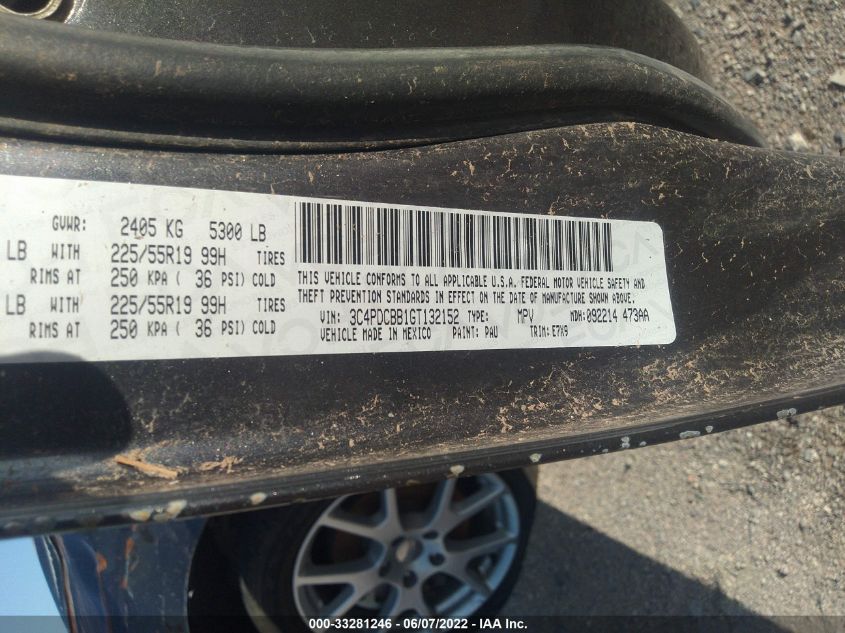 GVWR: 2405 KG 5300 LB
LB WITH 225/55R19 99H TIRES
RIMS AT 250 KPA ( 36 PSI) COLD
LB WITH 225/55R19 99H TIRES
RIMS AT 250 KPA ( 36 PSI) COLD
THIS VEHICLE CONFORMS TO ALL APPLICABLE U.S.A. FEDERAL MOTOR VEHICLE SAFETY AND
THEFT PREVENTION STANDARDS IN EFFECT ON THE DATE OF MANUFACTURE SHOWN ABOVE.
VIN: 3C4PDCBB1GT132152 TYPE: MPV MDH:092214 473AA
VEHICLE MADE IN MEXICO PAINT: PAU TRIM:E7X9
000-33281246 - 06/07/2022 - IAAI, Inc.